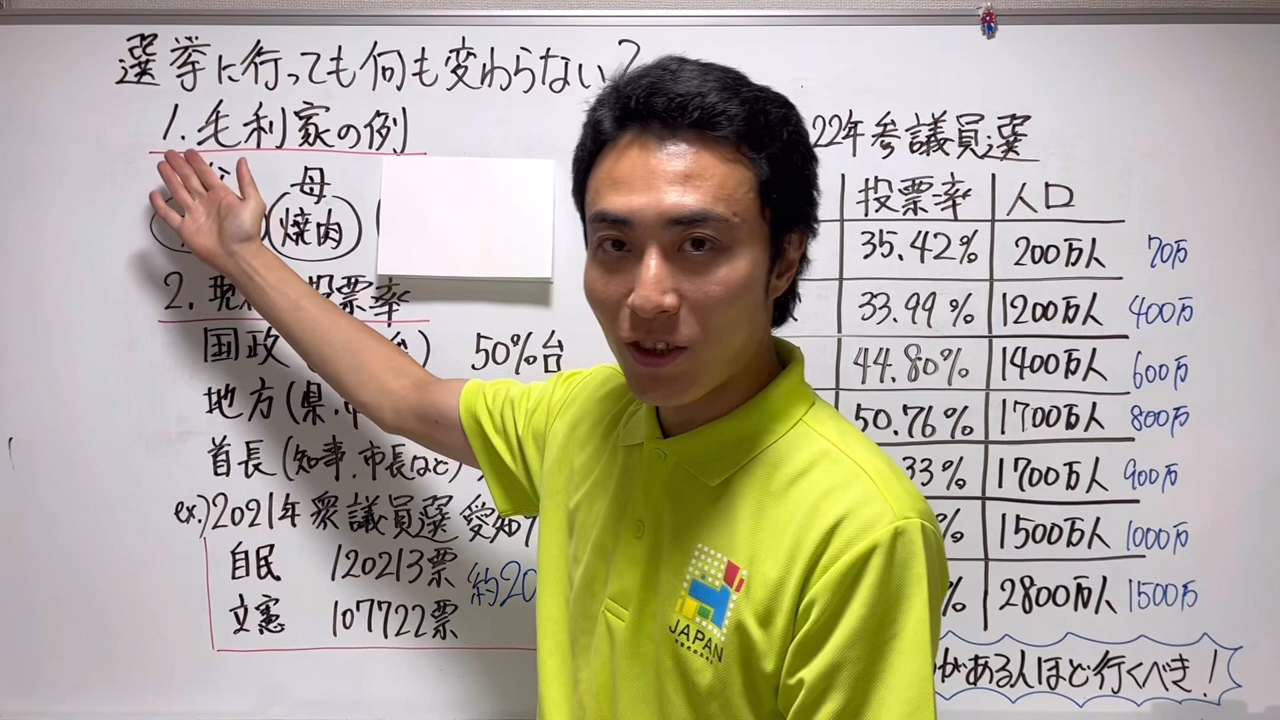 選挙に行っても何も変わらない?
1.毛利家の例
母
焼肉
2.現 投票率
国政( ) 50%台
地方(県.市
首長(知事.市長など)
ex.)2021年衆議員選 愛知
自民 120213票 約20
立憲 107722票
22年参議員選
投票率 人口
35.42% 200万人 70万
33.99% 1200万人 400万
44.80% 1400万人 600万
50.76% 1700万人 800万
33% 1700万人 900万
% 1500万人 1000万
% 2800万人 1500万
がある人ほど行くべき!
JAPAN